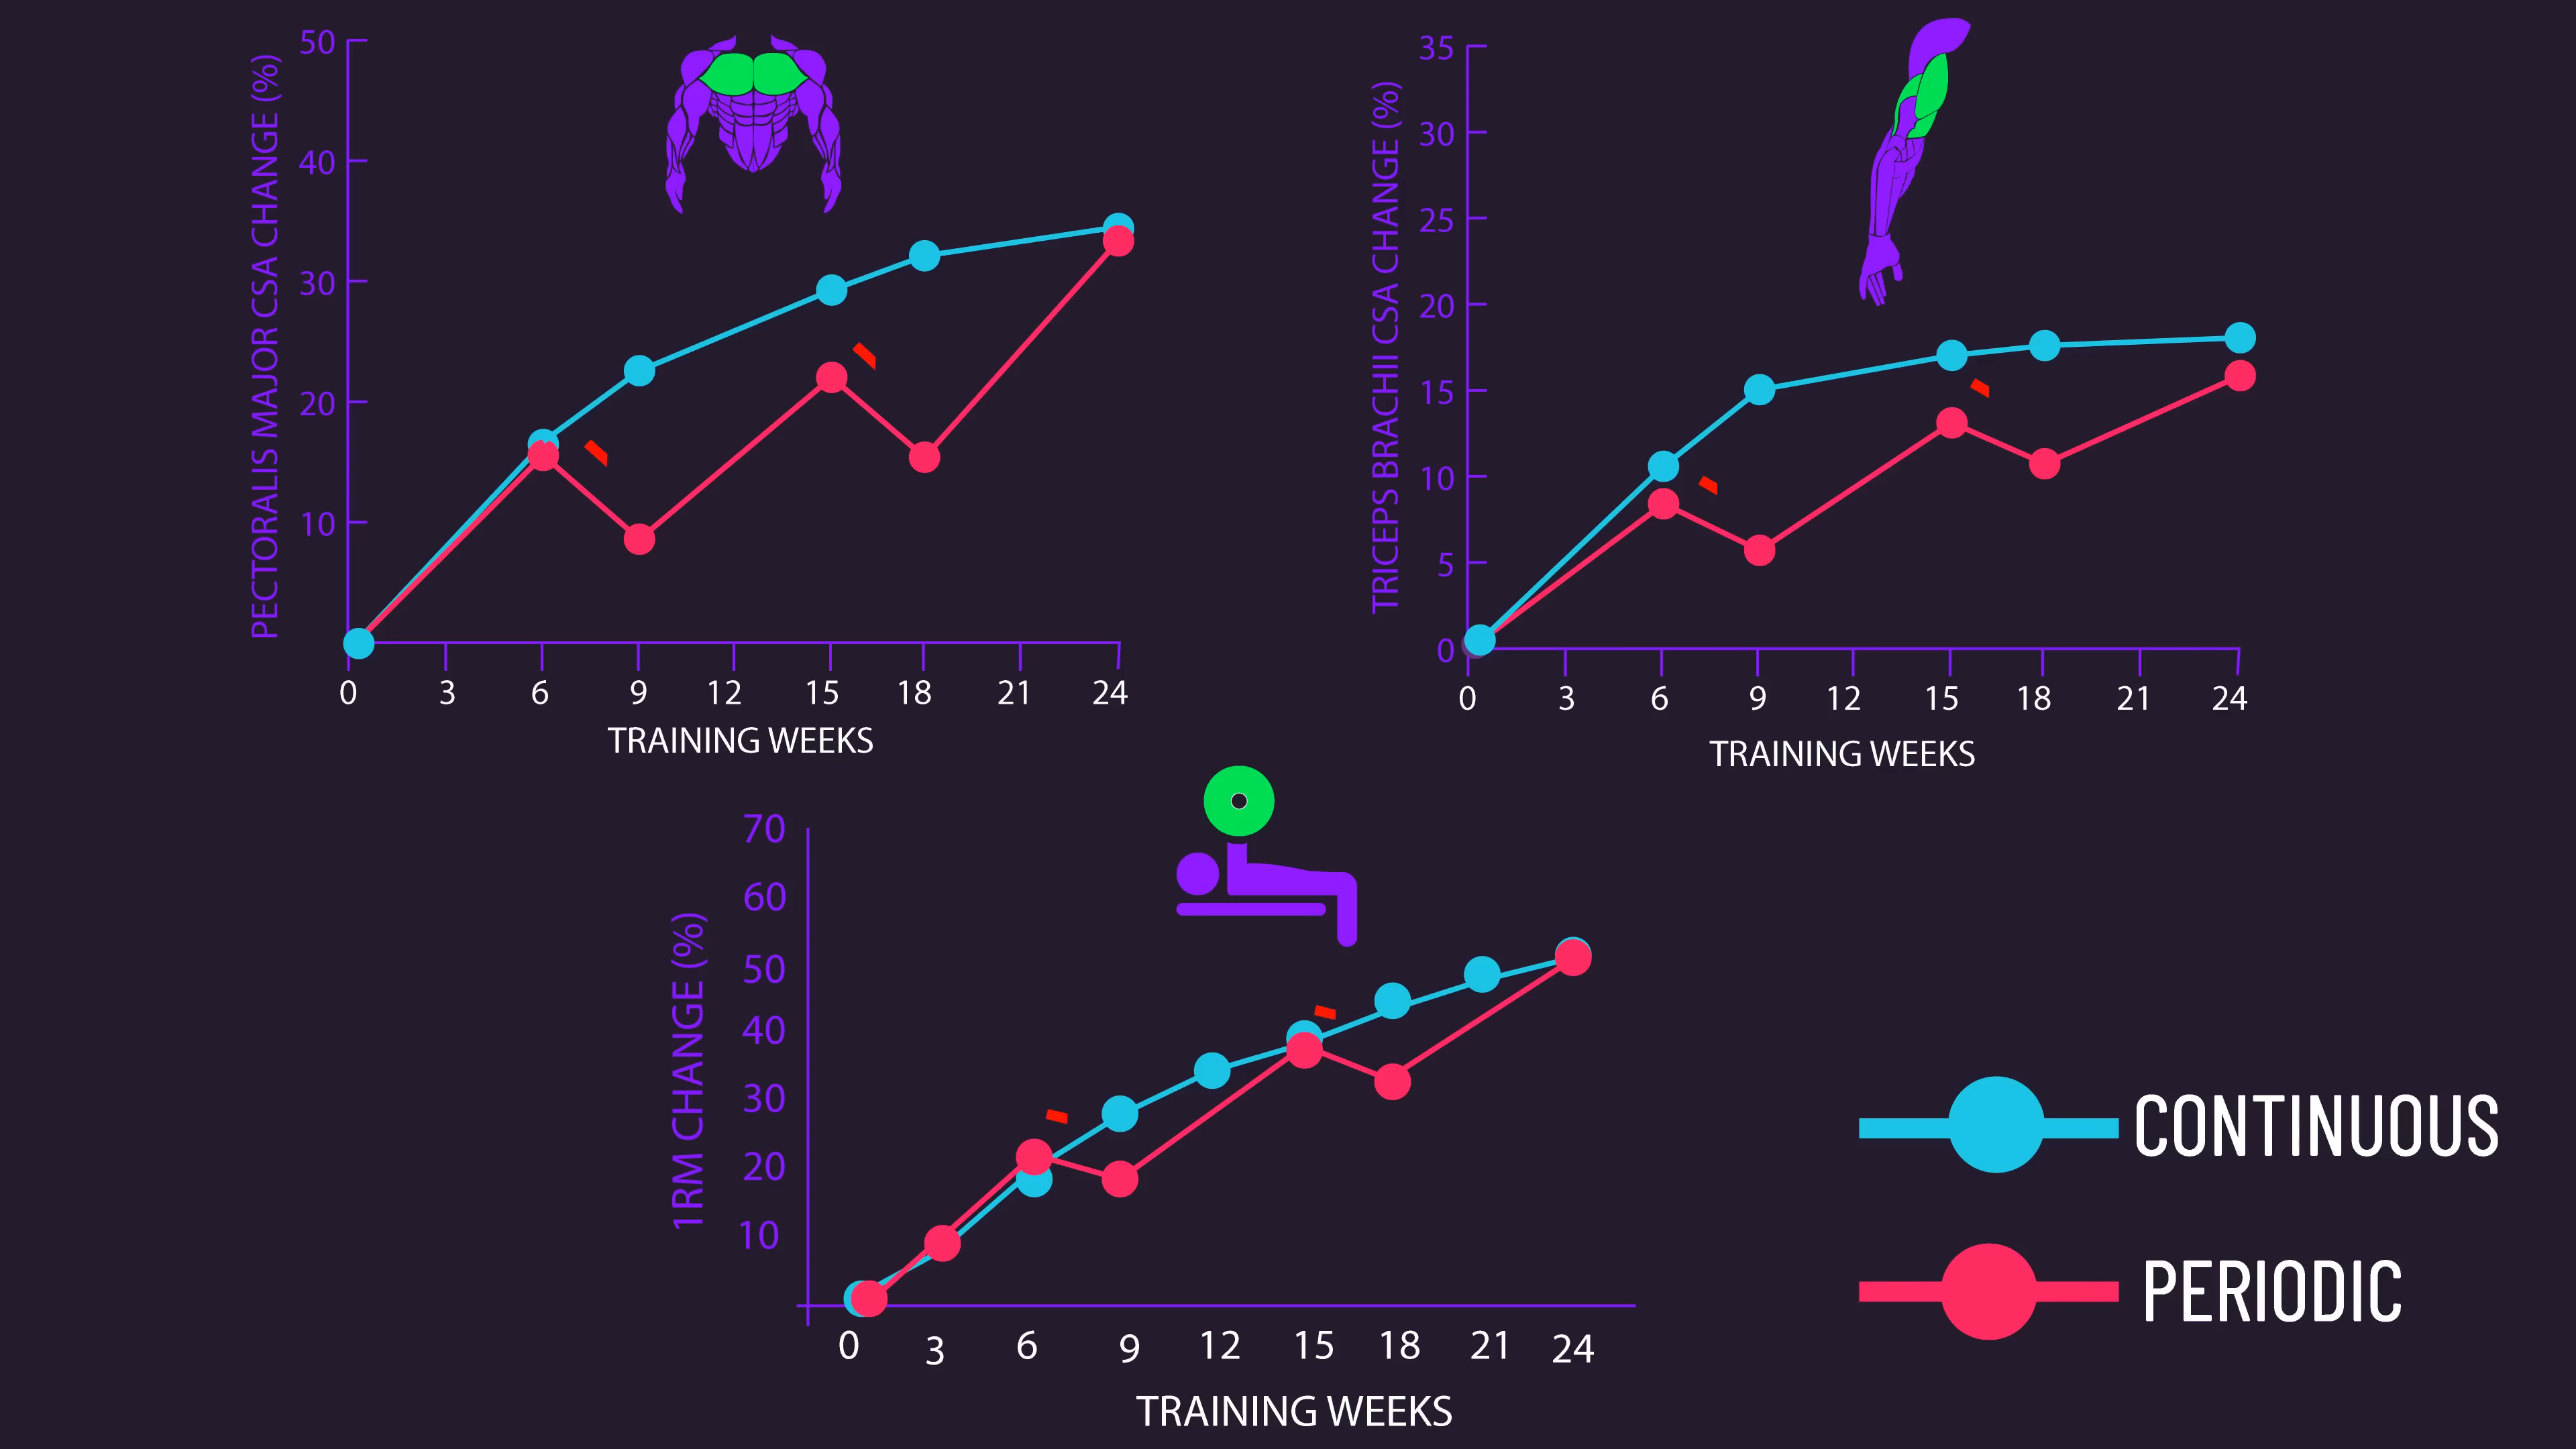 PECTORALIS MAJOR CSA CHANGE (%)
50
40
30
20
10
0 3 6 9 12 15 18 21 24
TRAINING WEEKS
TRICEPS BRACHII CSA CHANGE (%)
35
30
25
20
15
10
5
0
0 3 6 9 12 15 18 21 24
TRAINING WEEKS
1RM CHANGE (%)
70
60
50
40
30
20
10
0 3 6 9 12 15 18 21 24
TRAINING WEEKS
CONTINUOUS
PERIODIC